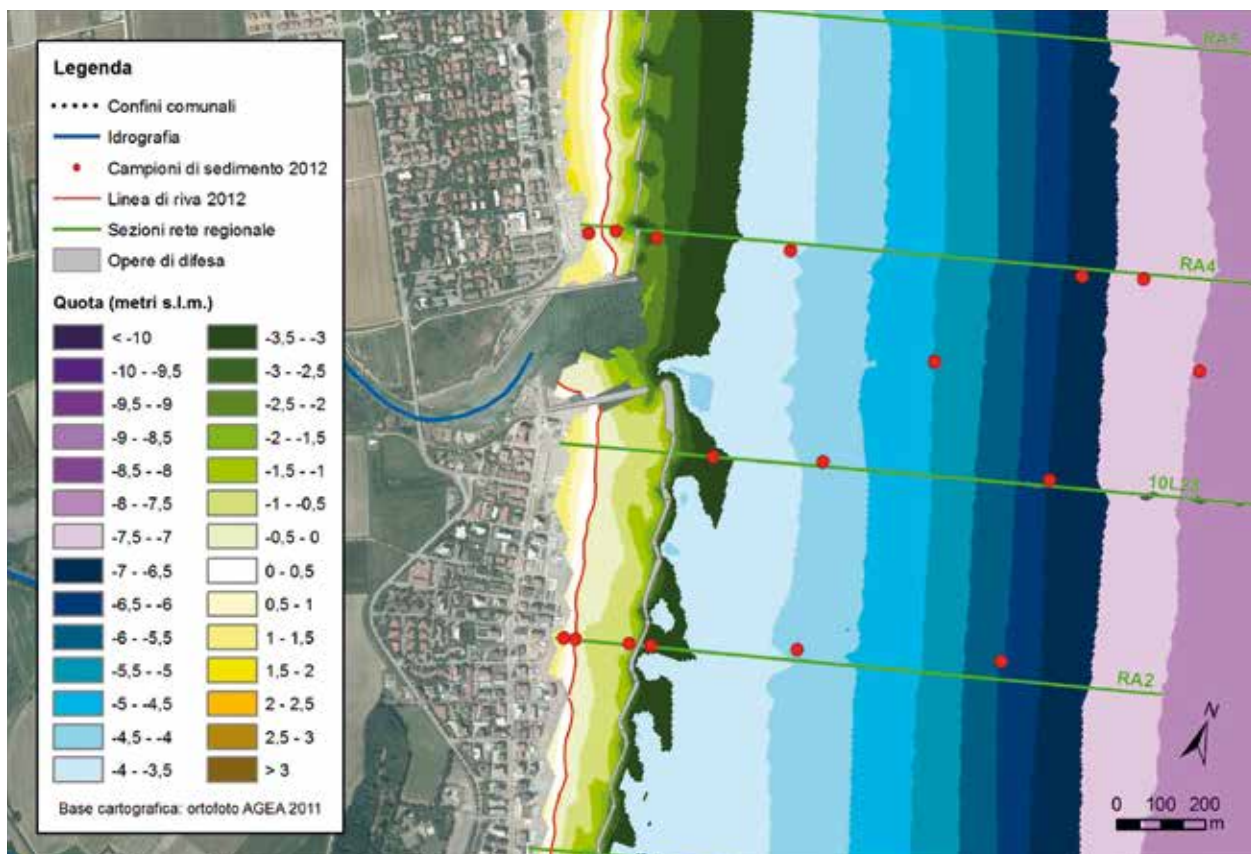 Legenda
Confini comunali
Idrografia
Campioni di sedimento 2012
Linea di riva 2012
Sezioni rete regionale
Opere di difesa
Quota (metri s.l.m.)
< -10
-10 - -9,5
-9,5 - -9
-9 - -8,5
-8,5 - -8
-8 - -7,5
-7,5 - -7
-7 - -6,5
-6,5 - -6
-6 - -5,5
-5,5 - -5
-5 - -4,5
-4,5 - -4
-4 - -3,5
-3,5 - -3
-3 - -2,5
-2,5 - -2
-2 - -1,5
-1,5 - -1
-1 - -0,5
-0,5 - 0
0 - 0,5
0,5 - 1
1 - 1,5
1,5 - 2
2 - 2,5
2,5 - 3
> 3
Base cartografica: ortofoto AGEA 2011
RA5
RA4
RA2
N
0 100 200
m